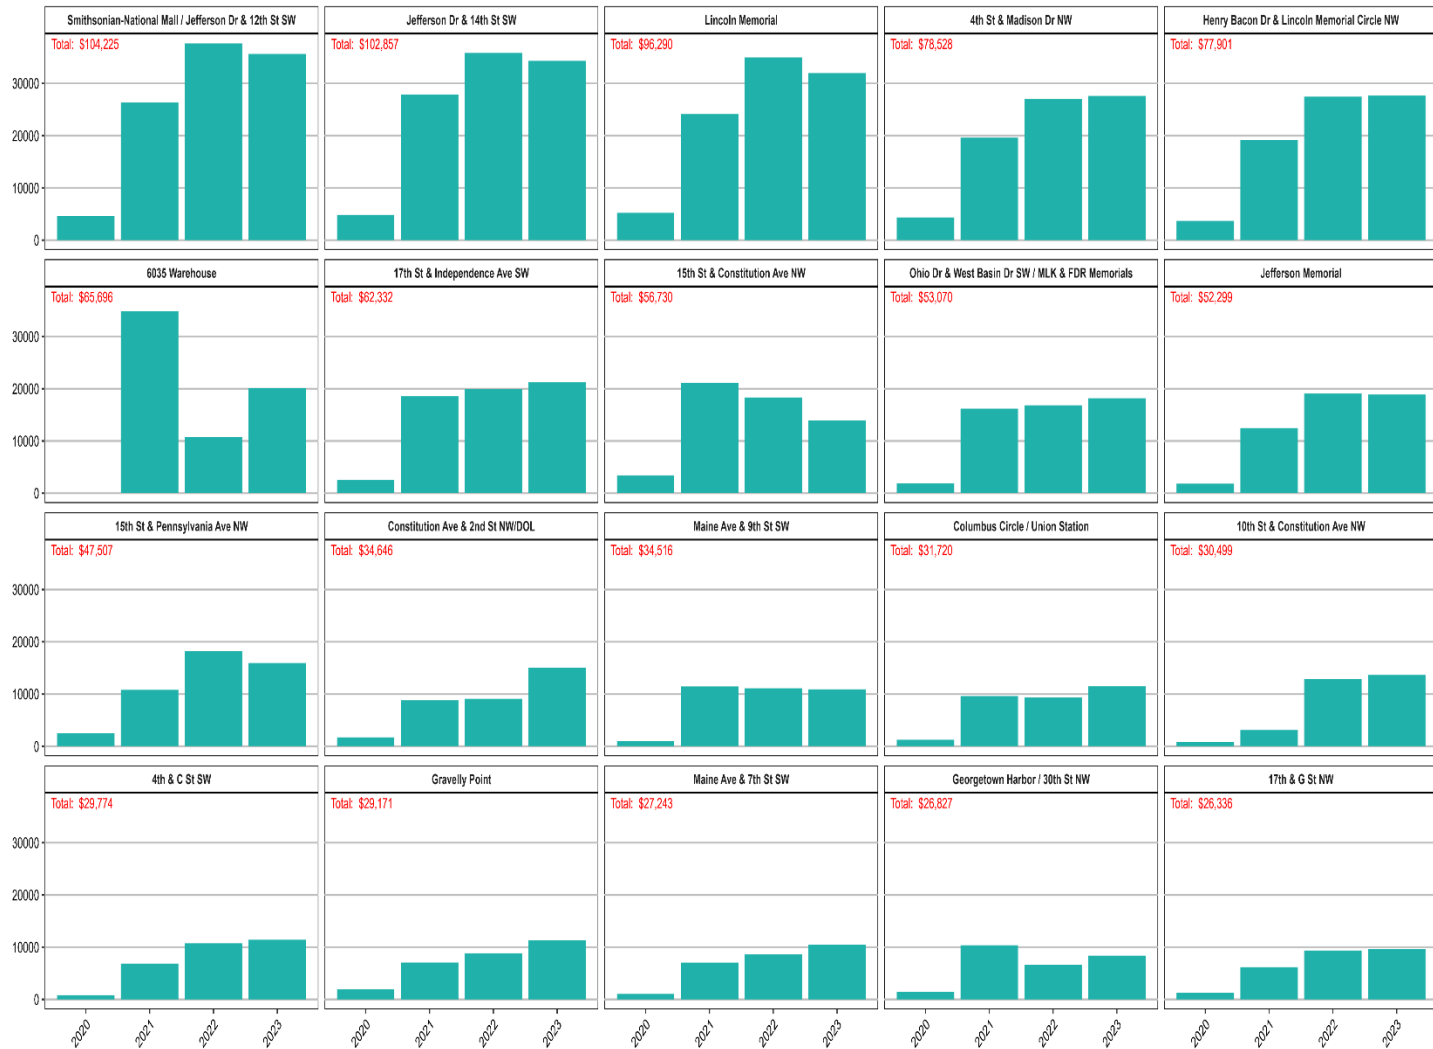 Smithsonian-National Mall / Jefferson Dr & 12th St SW
Jefferson Dr & 14th St SW
Lincoln Memorial
4th St & Madison Dr NW
Henry Bacon Dr & Lincoln Memorial Circle NW
Total: $104,225
Total: $102,857
Total: $96,290
Total: $78,528
Total: $77,901
30000
20000
10000
0
6035 Warehouse
17th St & Independence Ave SW
15th St & Constitution Ave NW
Ohio Dr & West Basin Dr SW / MLK & FDR Memorials
Jefferson Memorial
Total: $65,696
Total: $62,332
Total: $56,730
Total: $53,070
Total: $52,299
30000
20000
10000
0
15th St & Pennsylvania Ave NW
Constitution Ave & 2nd St NW/DOL
Maine Ave & 9th St SW
Columbus Circle / Union Station
10th St & Constitution Ave NW
Total: $47,507
Total: $34,646
Total: $34,516
Total: $31,720
Total: $30,499
30000
20000
10000
0
4th & C St SW
Gravelly Point
Maine Ave & 7th St SW
Georgetown Harbor / 30th St NW
17th & G St NW
Total: $29,774
Total: $29,171
Total: $27,243
Total: $26,827
Total: $26,336
30000
20000
10000
0
2020
2021
2022
2023
2020
2021
2022
2023
2020
2021
2022
2023
2020
2021
2022
2023
2020
2021
2022
2023